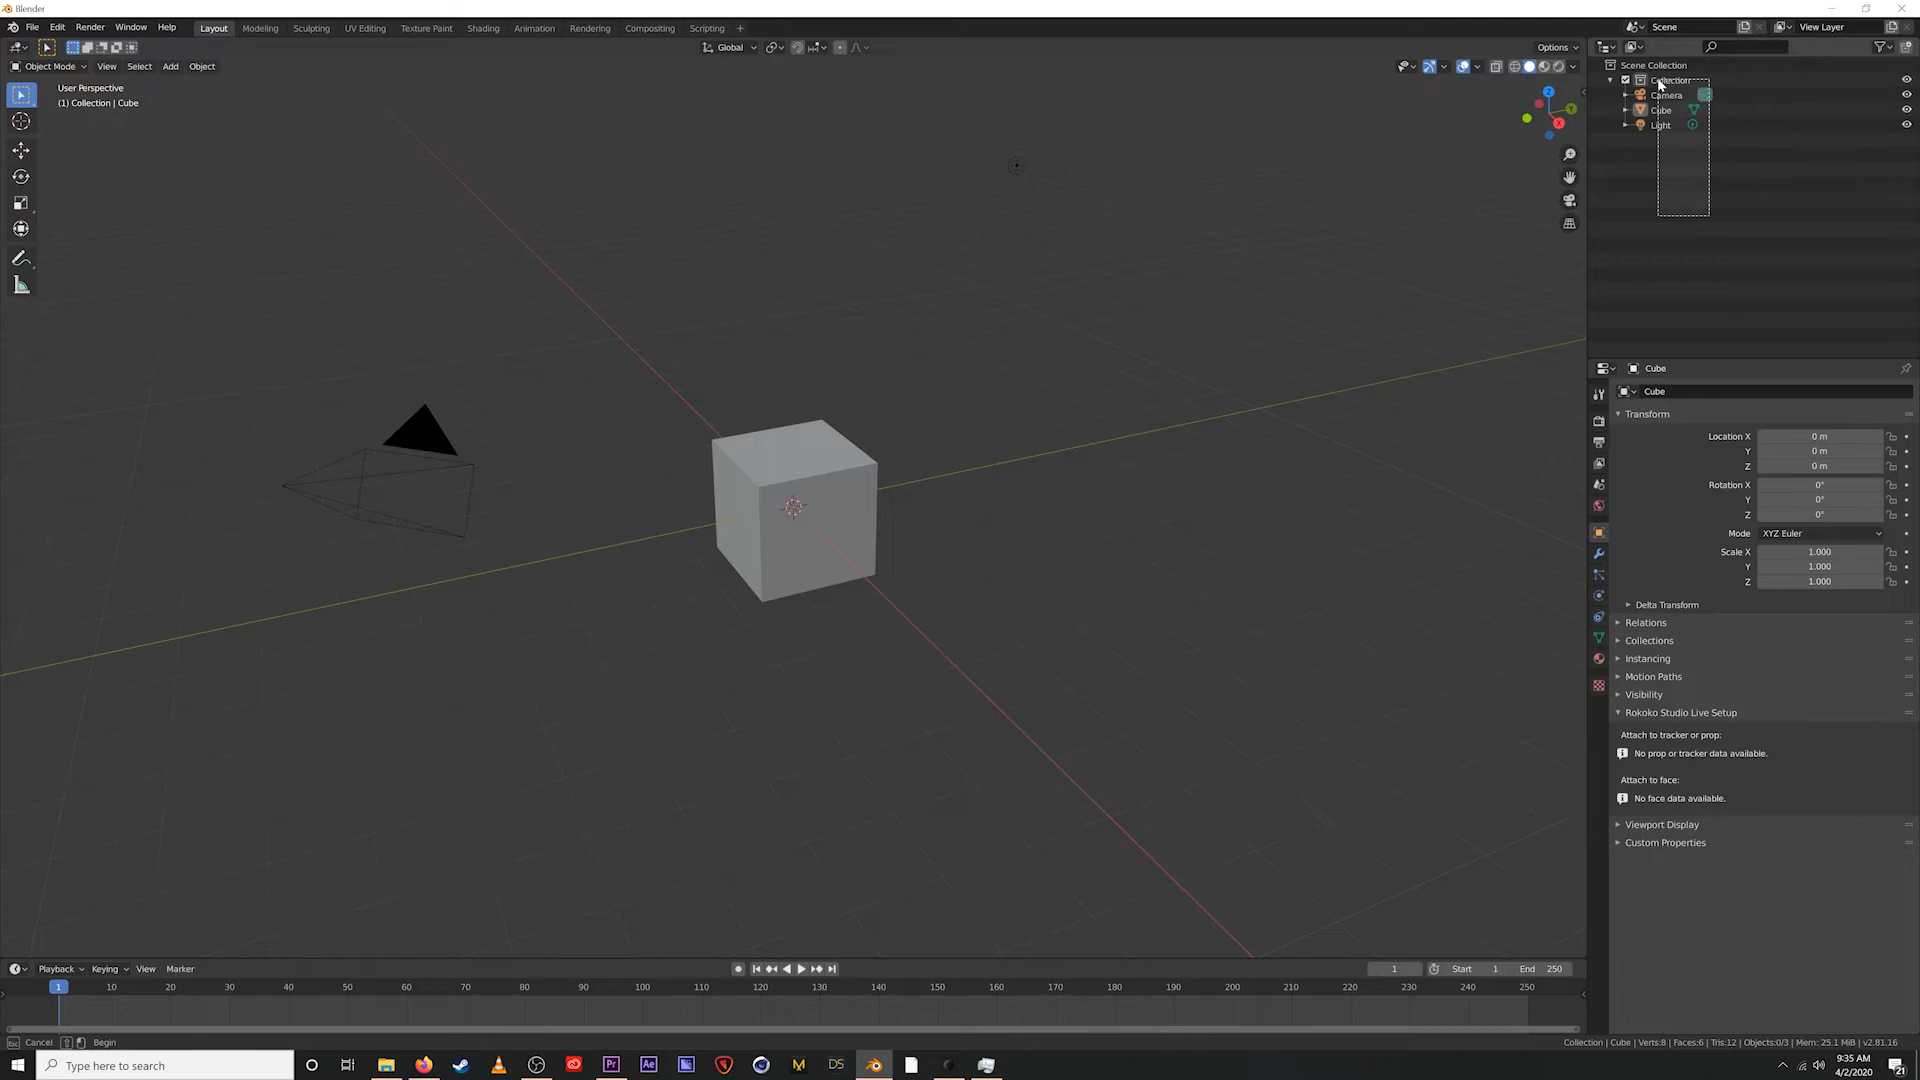 Blender
File Edit Render Window Help Layout Modeling Sculpting UV Editing Texture Paint Shading Animation Rendering Compositing Scripting + Scene View Layer
Global Options
Object Mode View Select Add Object
User Perspective
(1) Collection | Cube
Z
Y
X
Scene Collection
Collection
Camera
Cube
Light
Cube
Cube
Transform
Location X 0 m
Y 0 m
Z 0 m
Rotation X 0°
Y 0°
Z 0°
Mode XYZ Euler
Scale X 1.000
Y 1.000
Z 1.000
Delta Transform
Relations
Collections
Instancing
Motion Paths
Visibility
Rokoko Studio Live Setup
Attach to tracker or prop:
No prop or tracker data available.
Attach to face:
No face data available.
Viewport Display
Custom Properties
Playback Keying View Marker 1 Start 1 End 250
1 10 20 30 40 50 60 70 80 90 100 110 120 130 140 150 160 170 180 190 200 210 220 230 240 250
Esc Cancel Begin Collection | Cube | Verts:8 | Faces:6 | Tris:12 | Objects:0/3 | Mem: 25.1 MiB | v2.81.16
Type here to search Pr Ae M DS
9:35 AM
4/2/2020
21